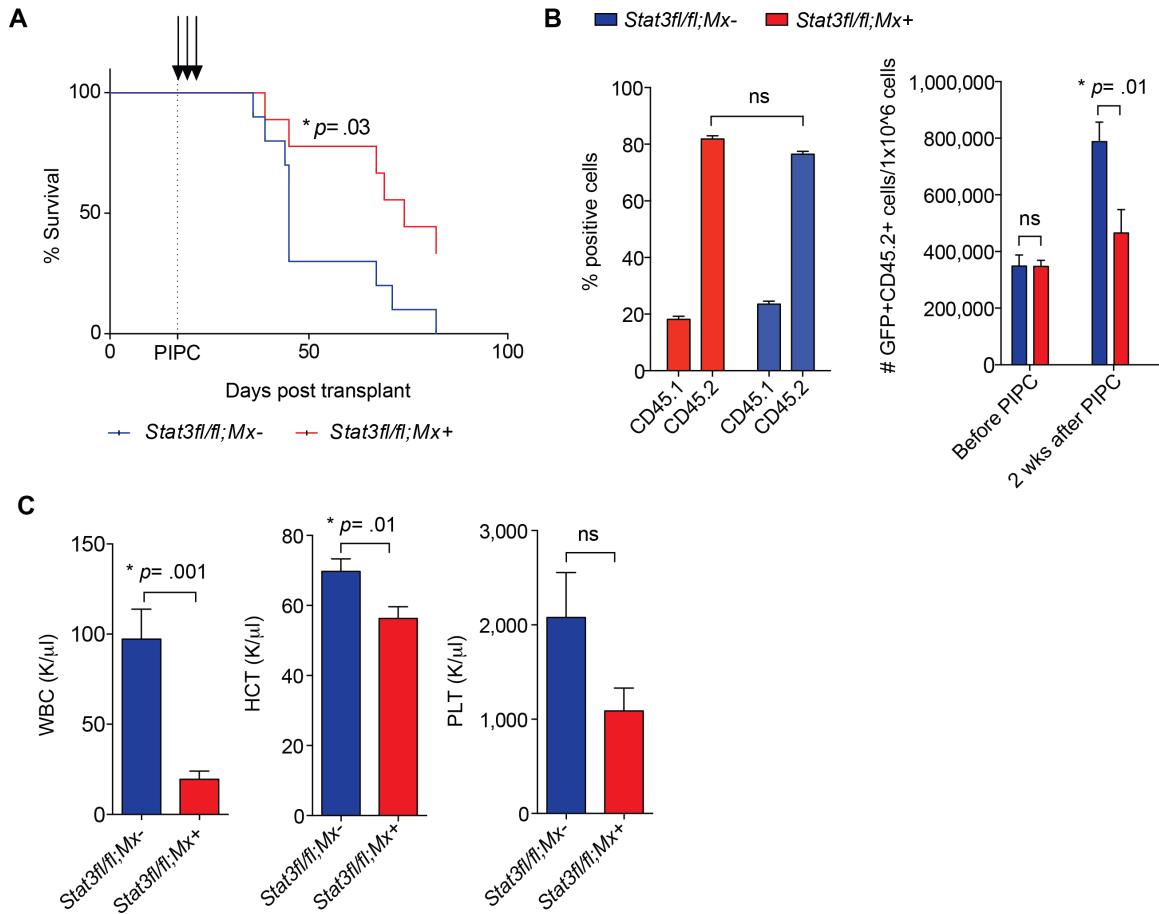 A
100
50
0
% Survival
* p= .03
0
PIPC
50
100
Days post transplant
Stat3fl/fl;Mx-
Stat3fl/fl;Mx+
B
Stat3fl/fl;Mx-
Stat3fl/fl;Mx+
100
80
60
40
20
0
% positive cells
ns
CD45.1
CD45.2
CD45.1
CD45.2
1,000,000
800,000
600,000
400,000
200,000
0
# GFP+CD45.2+ cells/1x10^6 cells
* p= .01
ns
Before PIPC
2 wks after PIPC
C
150
100
50
0
WBC (K/μl)
* p= .001
Stat3fl/fl;Mx-
Stat3fl/fl;Mx+
80
60
40
20
0
HCT (K/μl)
* p= .01
Stat3fl/fl;Mx-
Stat3fl/fl;Mx+
3,000
2,000
1,000
0
PLT (K/μl)
ns
Stat3fl/fl;Mx-
Stat3fl/fl;Mx+